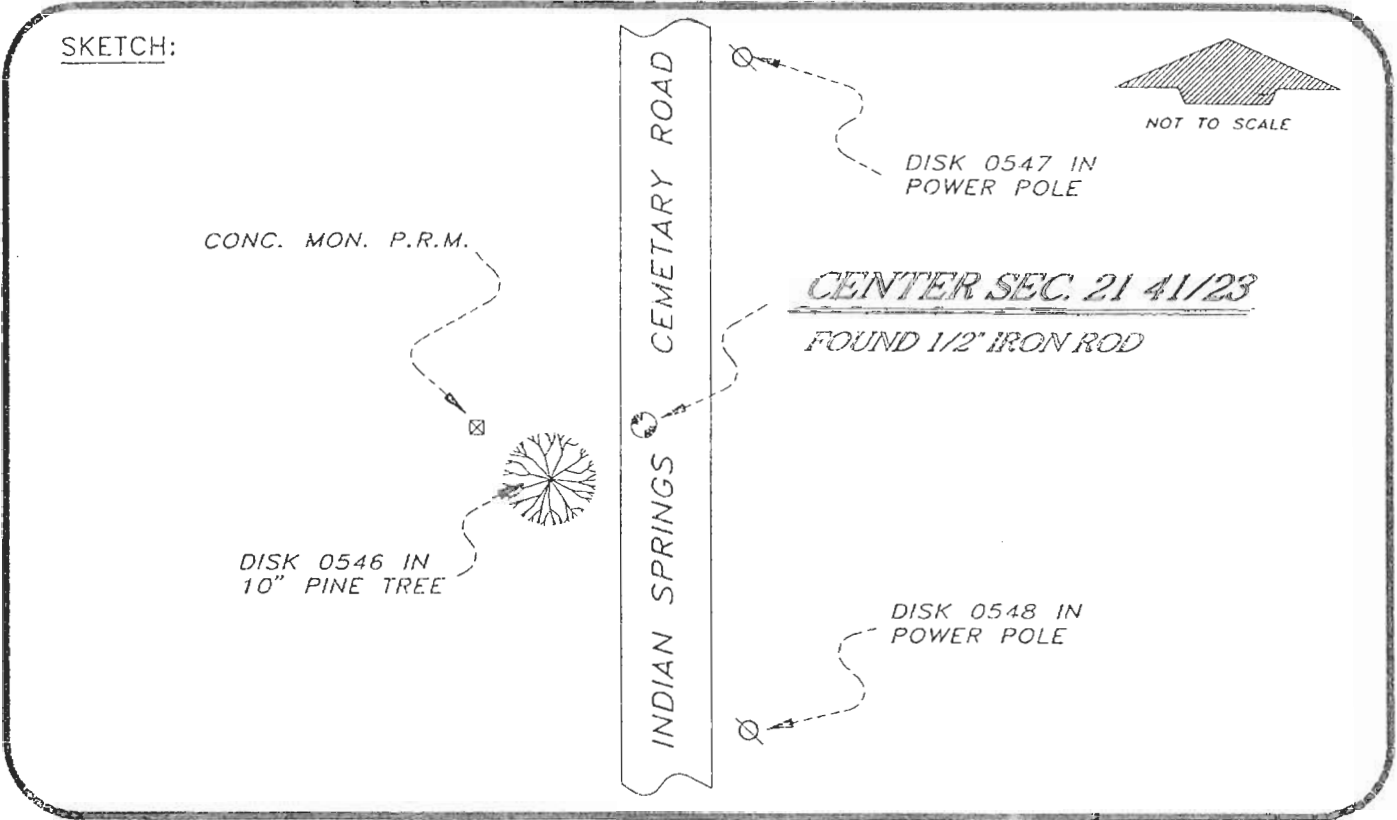 SKETCH:
NOT TO SCALE
DISK 0547 IN
POWER POLE
CONC. MON. P.R.M.
CENTER SEC. 21 41/23
FOUND 1/2" IRON ROD
INDIAN SPRINGS CEMETARY ROAD
DISK 0546 IN
10" PINE TREE
DISK 0548 IN
POWER POLE